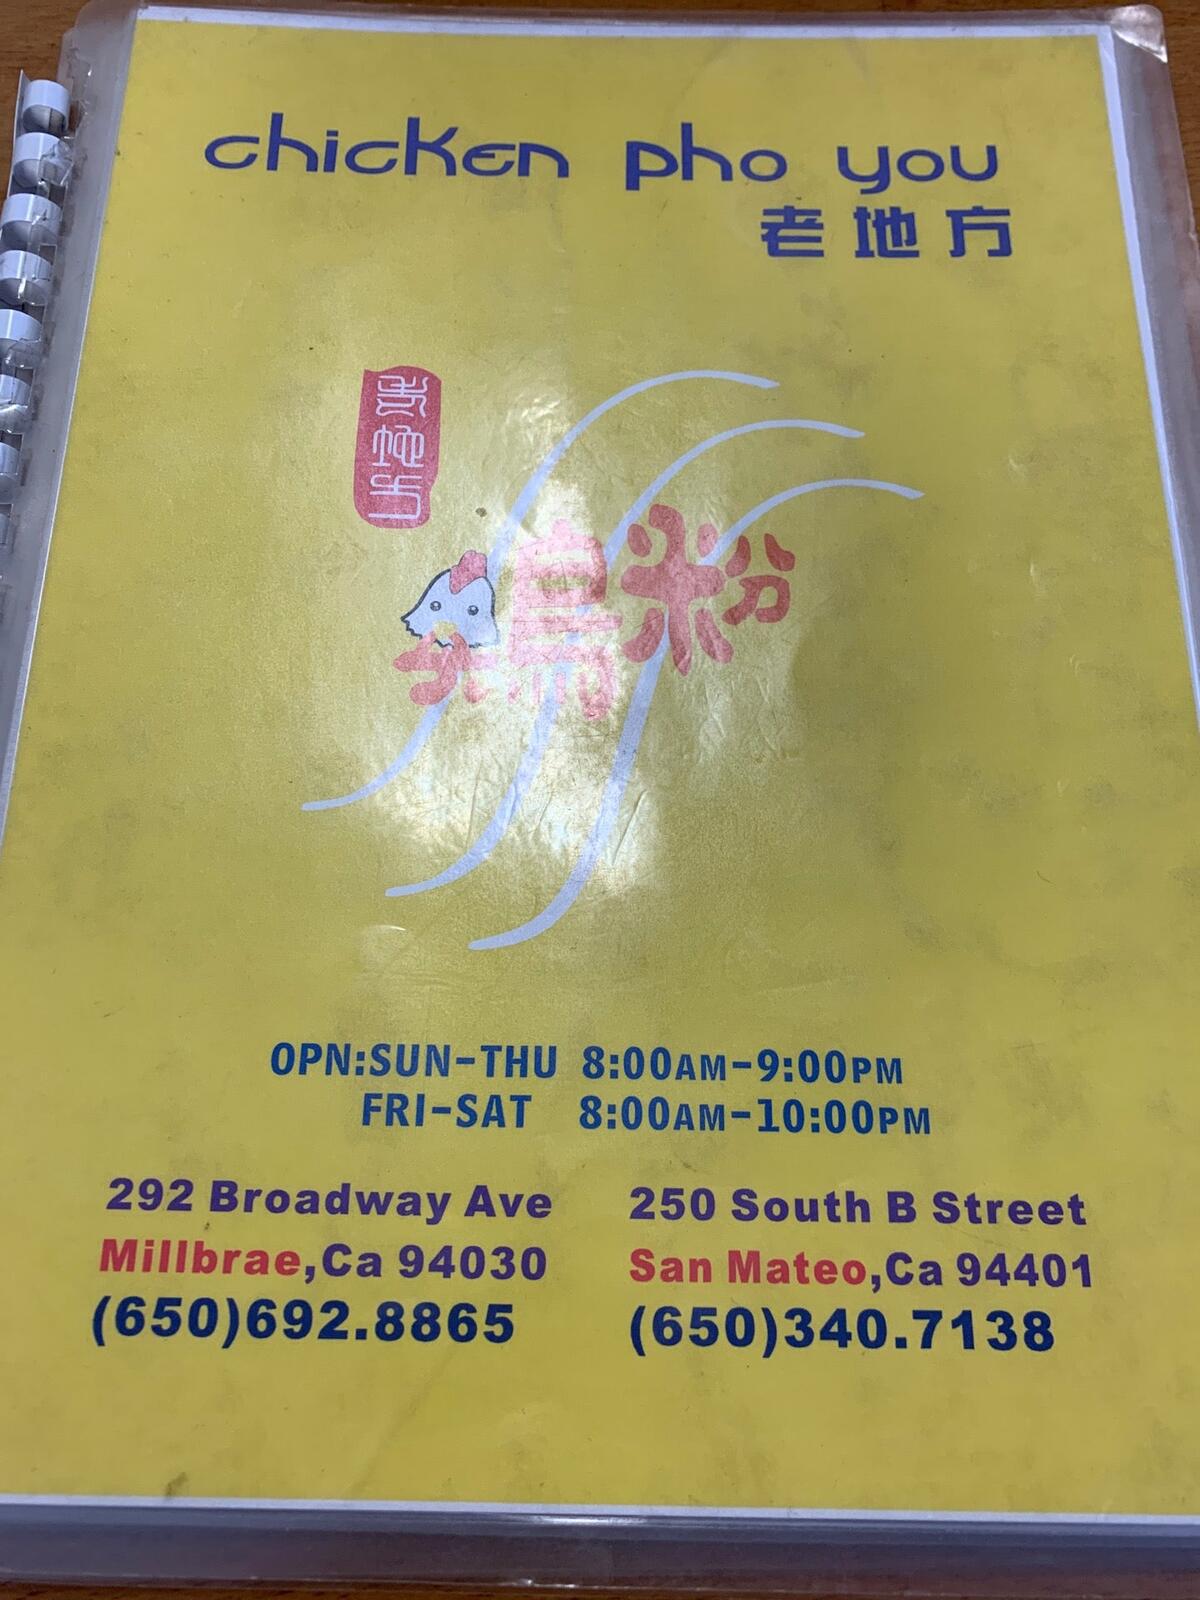 chicken pho you
老地方
老地方
鷄粉
OPN:SUN-THU 8:00AM-9:00PM
FRI-SAT 8:00AM-10:00PM
292 Broadway Ave
Millbrae,Ca 94030
(650)692.8865
250 South B Street
San Mateo,Ca 94401
(650)340.7138